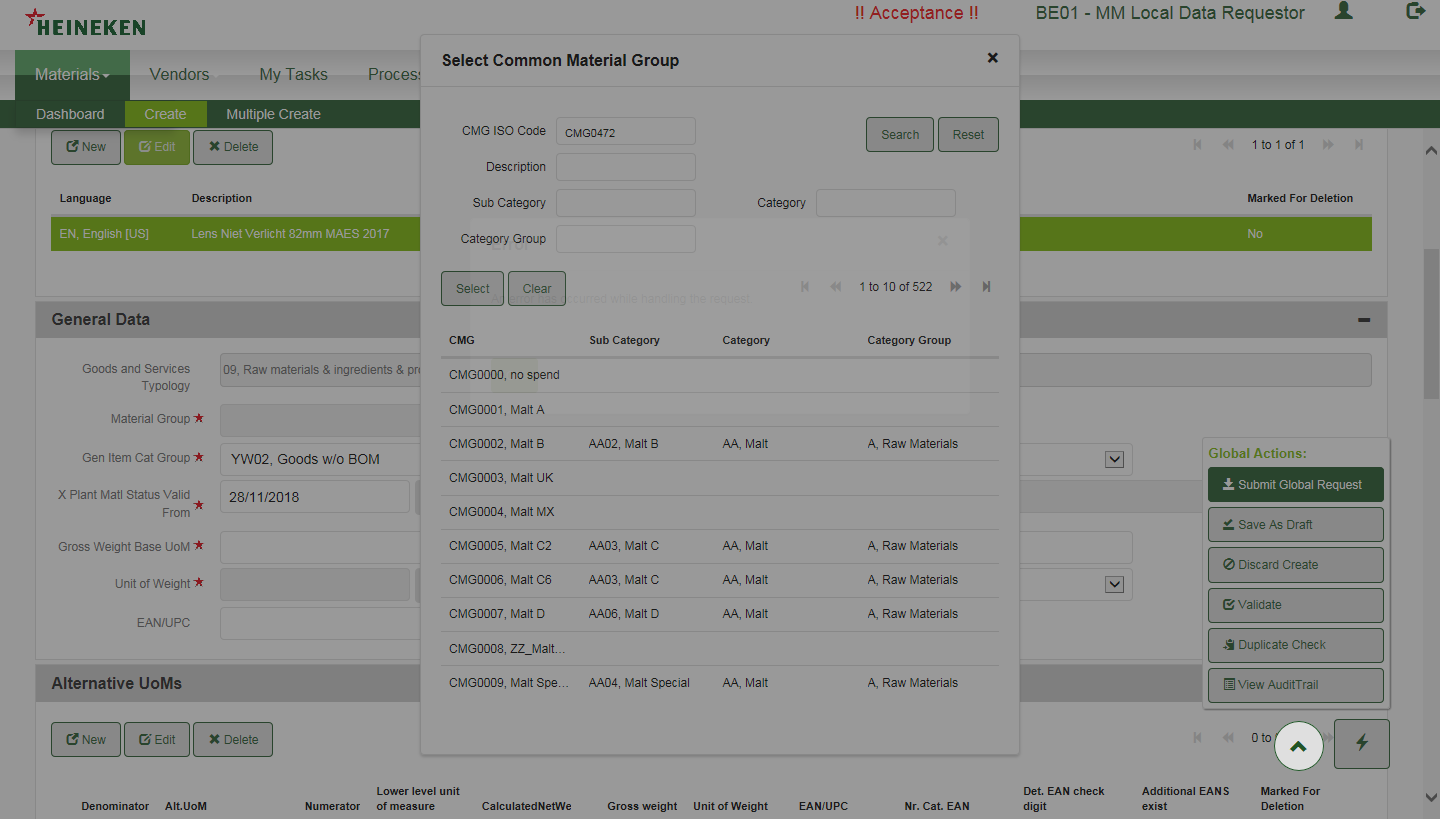 HEINEKEN
!! Acceptance !!
BE01 - MM Local Data Requestor
Materials
Vendors
My Tasks
Proces
Dashboard
Create
Multiple Create
Select Common Material Group
CMG ISO Code
CMG0472
Search
Reset
Description
Sub Category
Category
Category Group
Select
Clear
1 to 10 of 522
An error has occurred while handling the request.
CMG Sub Category Category Category Group
CMG0000, no spend
CMG0001, Malt A
CMG0002, Malt B AA02, Malt B AA, Malt A, Raw Materials
CMG0003, Malt UK
CMG0004, Malt MX
CMG0005, Malt C2 AA03, Malt C AA, Malt A, Raw Materials
CMG0006, Malt C6 AA03, Malt C AA, Malt A, Raw Materials
CMG0007, Malt D AA06, Malt D AA, Malt A, Raw Materials
CMG0008, ZZ_Malt...
CMG0009, Malt Spe... AA04, Malt Special AA, Malt A, Raw Materials
New
Edit
Delete
1 to 1 of 1
Language Description Marked For Deletion
EN, English [US] Lens Niet Verlicht 82mm MAES 2017 No
General Data
Goods and Services
Typology
09, Raw materials & ingredients & pr
Material Group
Gen Item Cat Group
YW02, Goods w/o BOM
X Plant Matl Status Valid
From
28/11/2018
Gross Weight Base UoM
Unit of Weight
EAN/UPC
Global Actions:
Submit Global Request
Save As Draft
Discard Create
Validate
Duplicate Check
View AuditTrail
Alternative UoMs
New
Edit
Delete
0 to
Denominator
Alt.UoM
Numerator
Lower level unit
of measure
CalculatedNetWe
Gross weight
Unit of Weight
EAN/UPC
Nr. Cat. EAN
Det. EAN check
digit
Additional EANS
exist
Marked For
Deletion